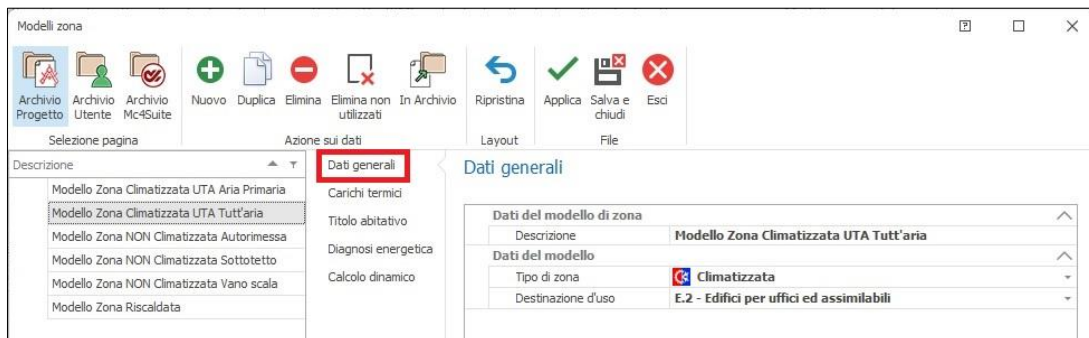 Modelli zona
Archivio Progetto
Archivio Utente
Archivio Mc4Suite
Nuovo
Duplica
Elimina
Elimina non utilizzati
In Archivio
Ripristina
Applica
Salva e chiudi
Esci
Selezione pagina
Azione sui dati
Layout
File
Descrizione
Modello Zona Climatizzata UTA Aria Primaria
Modello Zona Climatizzata UTA Tutt'aria
Modello Zona NON Climatizzata Autorimessa
Modello Zona NON Climatizzata Sottotetto
Modello Zona NON Climatizzata Vano scala
Modello Zona Riscaldata
Dati generali
Carichi termici
Titolo abitativo
Diagnosi energetica
Calcolo dinamico
Dati generali
Dati del modello di zona
Descrizione Modello Zona Climatizzata UTA Tutt'aria
Dati del modello
Tipo di zona Climatizzata
Destinazione d'uso E.2 - Edifici per uffici ed assimilabili